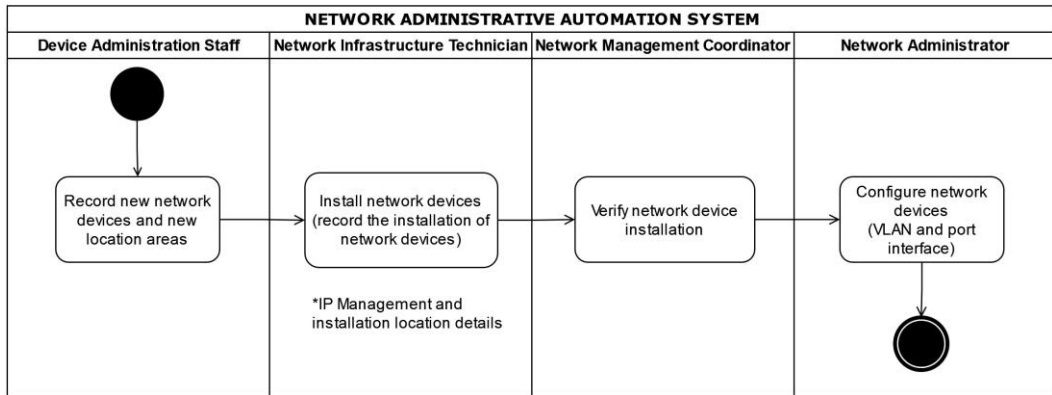 NETWORK ADMINISTRATIVE AUTOMATION SYSTEM
Device Administration Staff
Network Infrastructure Technician
Network Management Coordinator
Network Administrator
Record new network
devices and new
location areas
Install network devices
(record the installation of
network devices)
*IP Management and
installation location details
Verify network device
installation
Configure network
devices
(VLAN and port
interface)